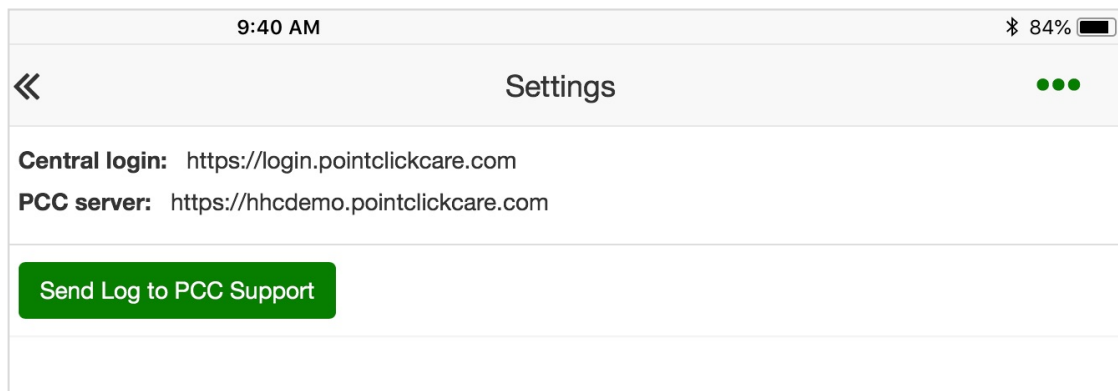 9:40 AM 84%
Settings
Central login: https://login.pointclickcare.com
PCC server: https://hhcdemo.pointclickcare.com
Send Log to PCC Support